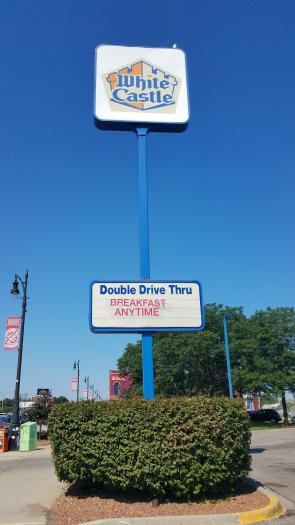 White
Castle
Double Drive Thru
BREAKFAST
ANYTIME